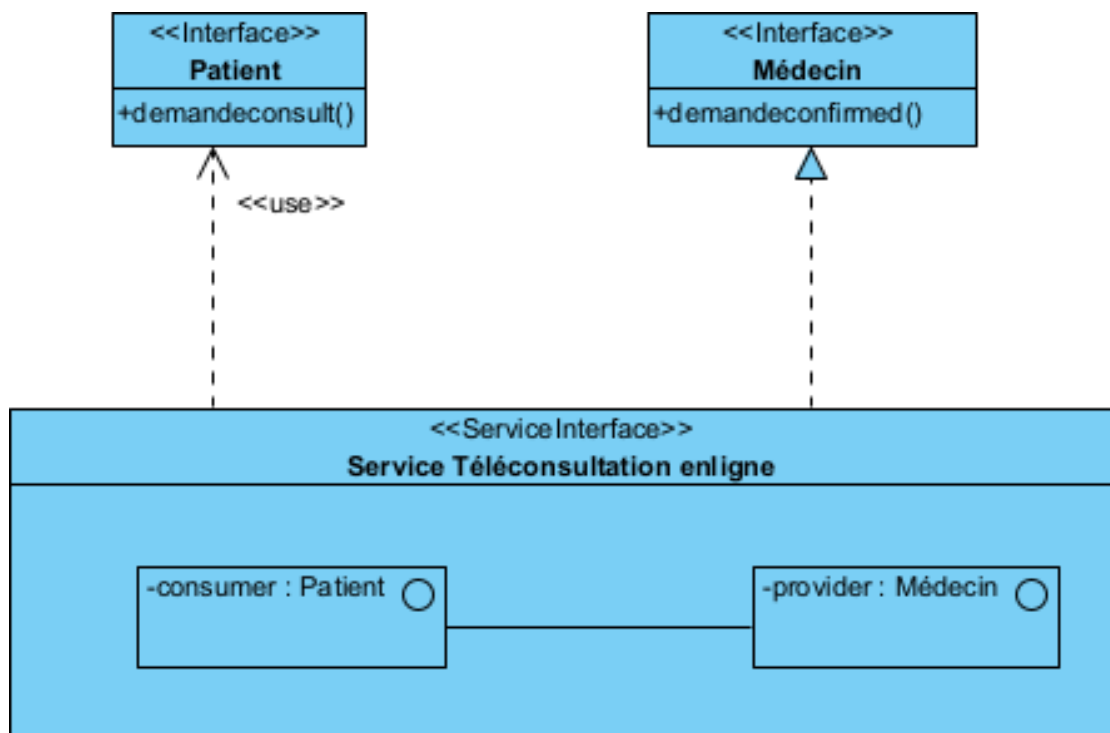 <<Interface>>
Patient
+demandeconsult()
<<Interface>>
Médecin
+demandeconfirmed()
<<use>>
<<ServiceInterface>>
Service Téléconsultation enligne
-consumer : Patient
-provider : Médecin